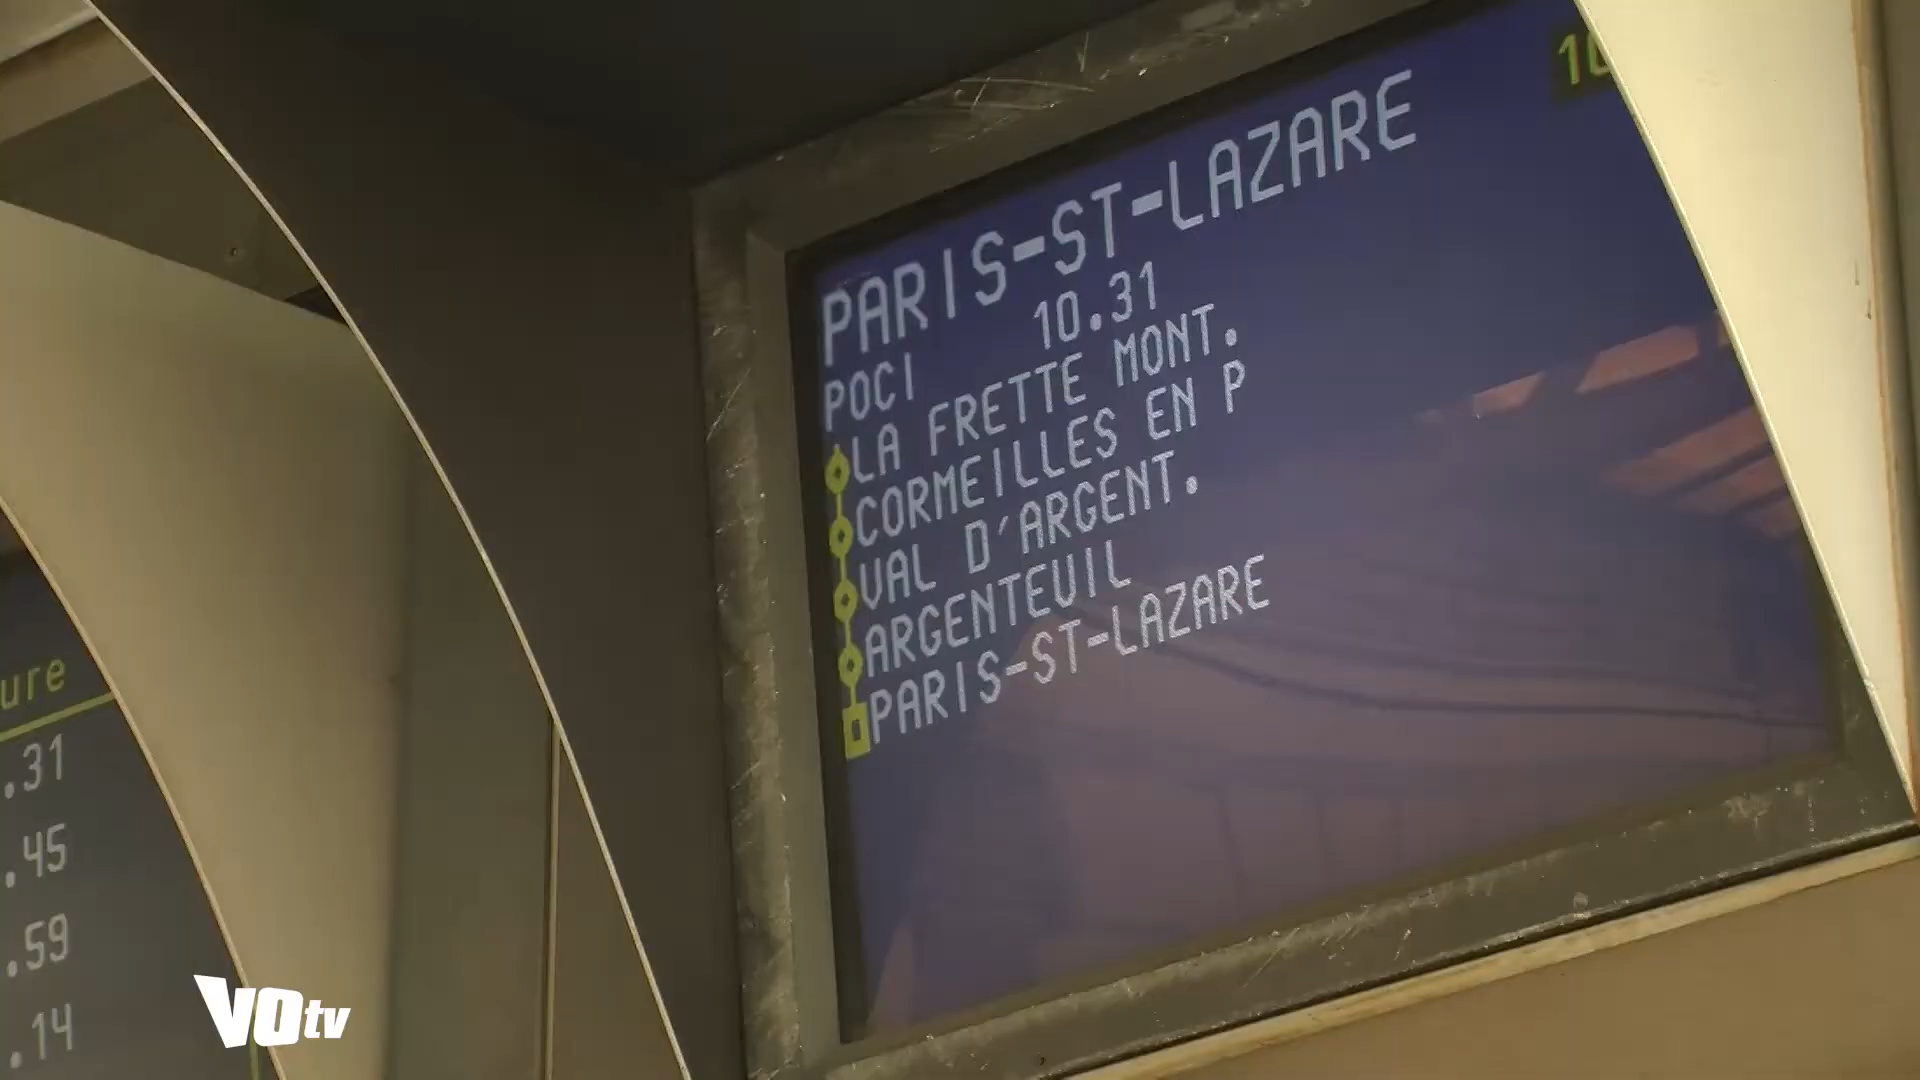 10
PARIS-ST-LAZARE
POCI 10.31
LA FRETTE MONT.
CORMEILLES EN P
VAL D'ARGENT.
ARGENTEUIL
PARIS-ST-LAZARE
ure
.31
.45
.59
.14
VOtv